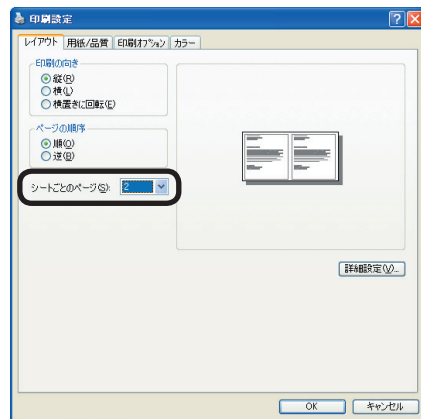 印刷設定
レイアウト 用紙/品質 印刷オプション カラー
印刷の向き
縦(R)
横(L)
横置きに回転(E)
ページの順序
順(O)
逆(B)
シートごとのページ(S): 2
詳細設定(V)...
OK キャンセル